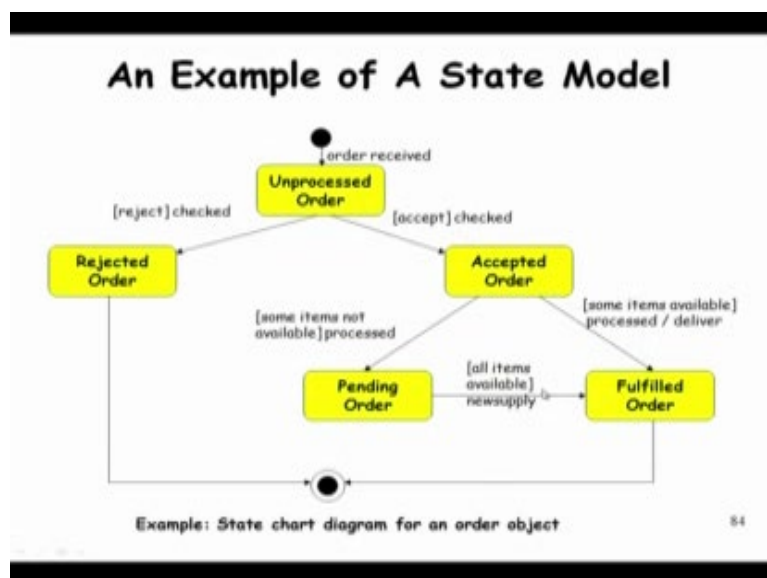 An Example of A State Model
order received
Unprocessed
Order
[reject] checked
[accept] checked
Rejected
Order
Accepted
Order
[some items not
available] processed
[some items available]
processed / deliver
[all items
available]
newsupply
Pending
Order
Fulfilled
Order
Example: State chart diagram for an order object
84